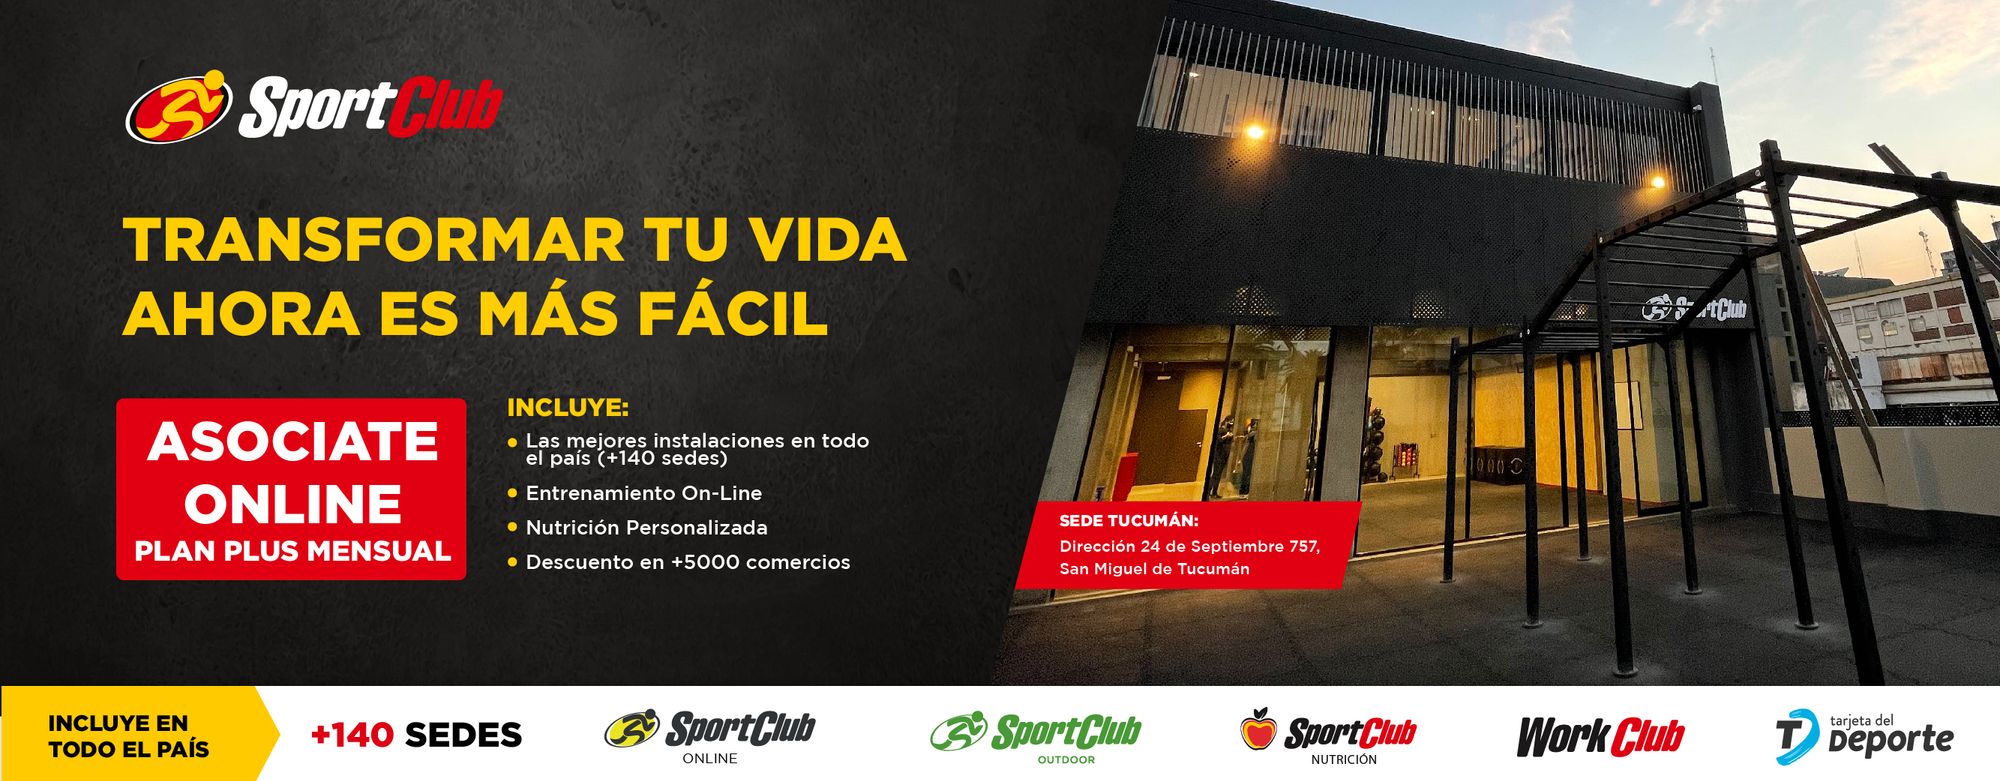 SportClub
TRANSFORMAR TU VIDA
AHORA ES MÁS FÁCIL
ASOCIATE
ONLINE
PLAN PLUS MENSUAL
INCLUYE:
Las mejores instalaciones en todo
el país (+140 sedes)
Entrenamiento On-Line
Nutrición Personalizada
Descuento en +5000 comercios
SportClub
SEDE TUCUMÁN:
Dirección 24 de Septiembre 757,
San Miguel de Tucumán
INCLUYE EN
TODO EL PAÍS
+140 SEDES
SportClub
ONLINE
SportClub
OUTDOOR
SportClub
NUTRICIÓN
WorkClub
T
tarjeta del
Deporte